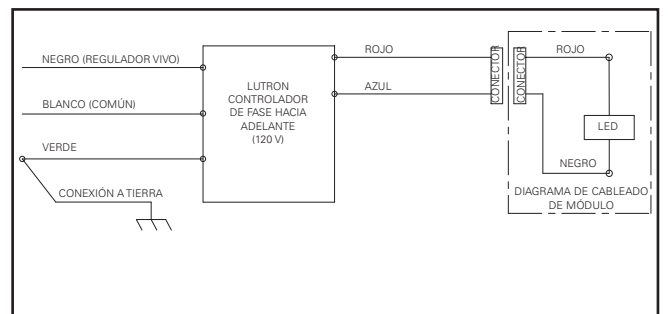 NEGRO (REGULADOR VIVO)
BLANCO (COMÚN)
VERDE
CONEXIÓN A TIERRA
LUTRON
CONTROLADOR
DE FASE HACIA
ADELANTE
(120 V)
ROJO
AZUL
CONECTOR
CONECTOR
ROJO
LED
NEGRO
DIAGRAMA DE CABLEADO
DE MÓDULO